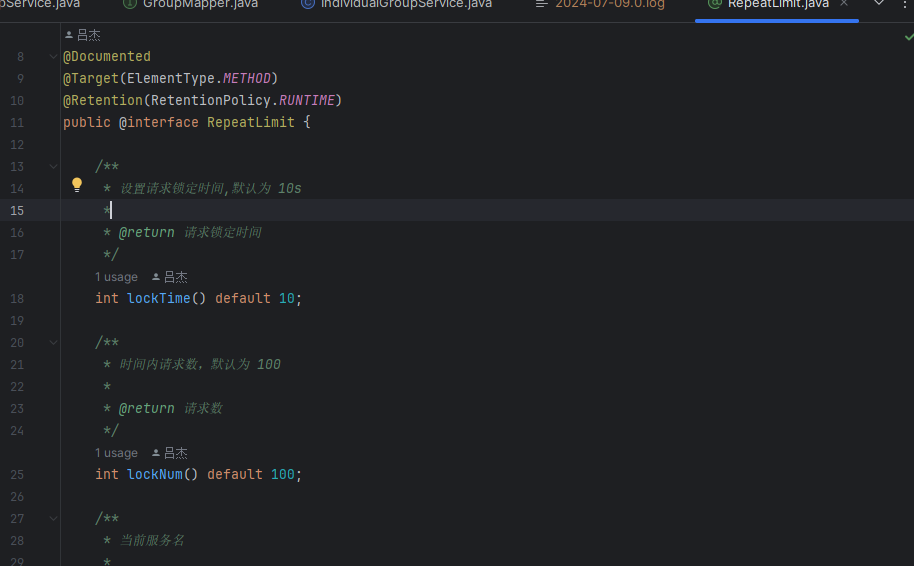 pService.java GroupMapper.java IndividualGroupService.java 2024-07-09.0.log RepeatLimit.java
吕杰
8 @Documented
9 @Target(ElementType.METHOD)
10 @Retention(RetentionPolicy.RUNTIME)
11 public @interface RepeatLimit {
12
13 /**
14 * 设置请求锁定时间,默认为 10s
15 *
16 * @return 请求锁定时间
17 */
1 usage 吕杰
18 int lockTime() default 10;
19
20 /**
21 * 时间内请求数，默认为 100
22 *
23 * @return 请求数
24 */
1 usage 吕杰
25 int lockNum() default 100;
26
27 /**
28 * 当前服务名
29 *